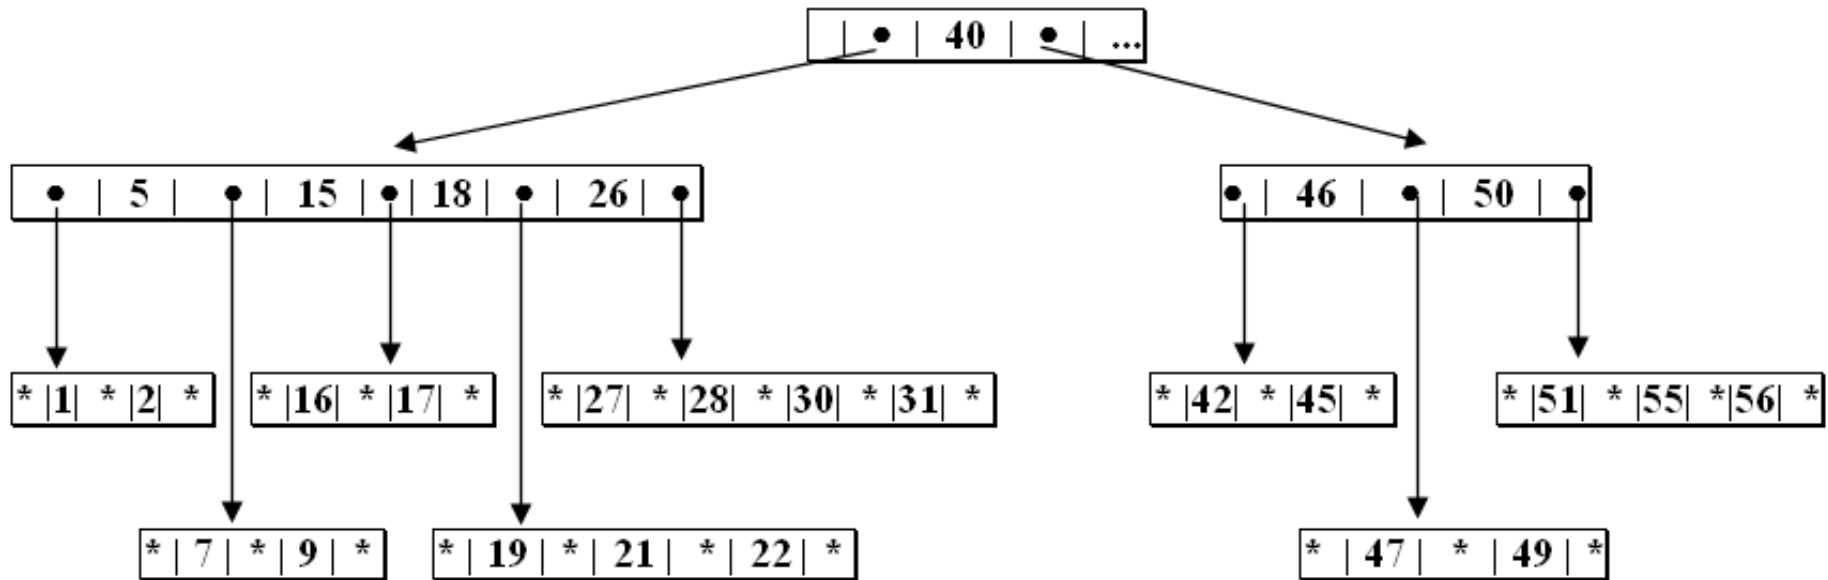 | | 40 | | ...
| 5 | | 15 | | 18 | | 26 |
| 46 | | 50 |
* |1| * |2| *
* |16| * |17| *
* |27| * |28| * |30| * |31| *
* |42| * |45| *
* |51| * |55| *|56| *
* | 7 | * | 9 | *
* | 19 | * | 21 | * | 22 | *
* | 47 | * | 49 | *